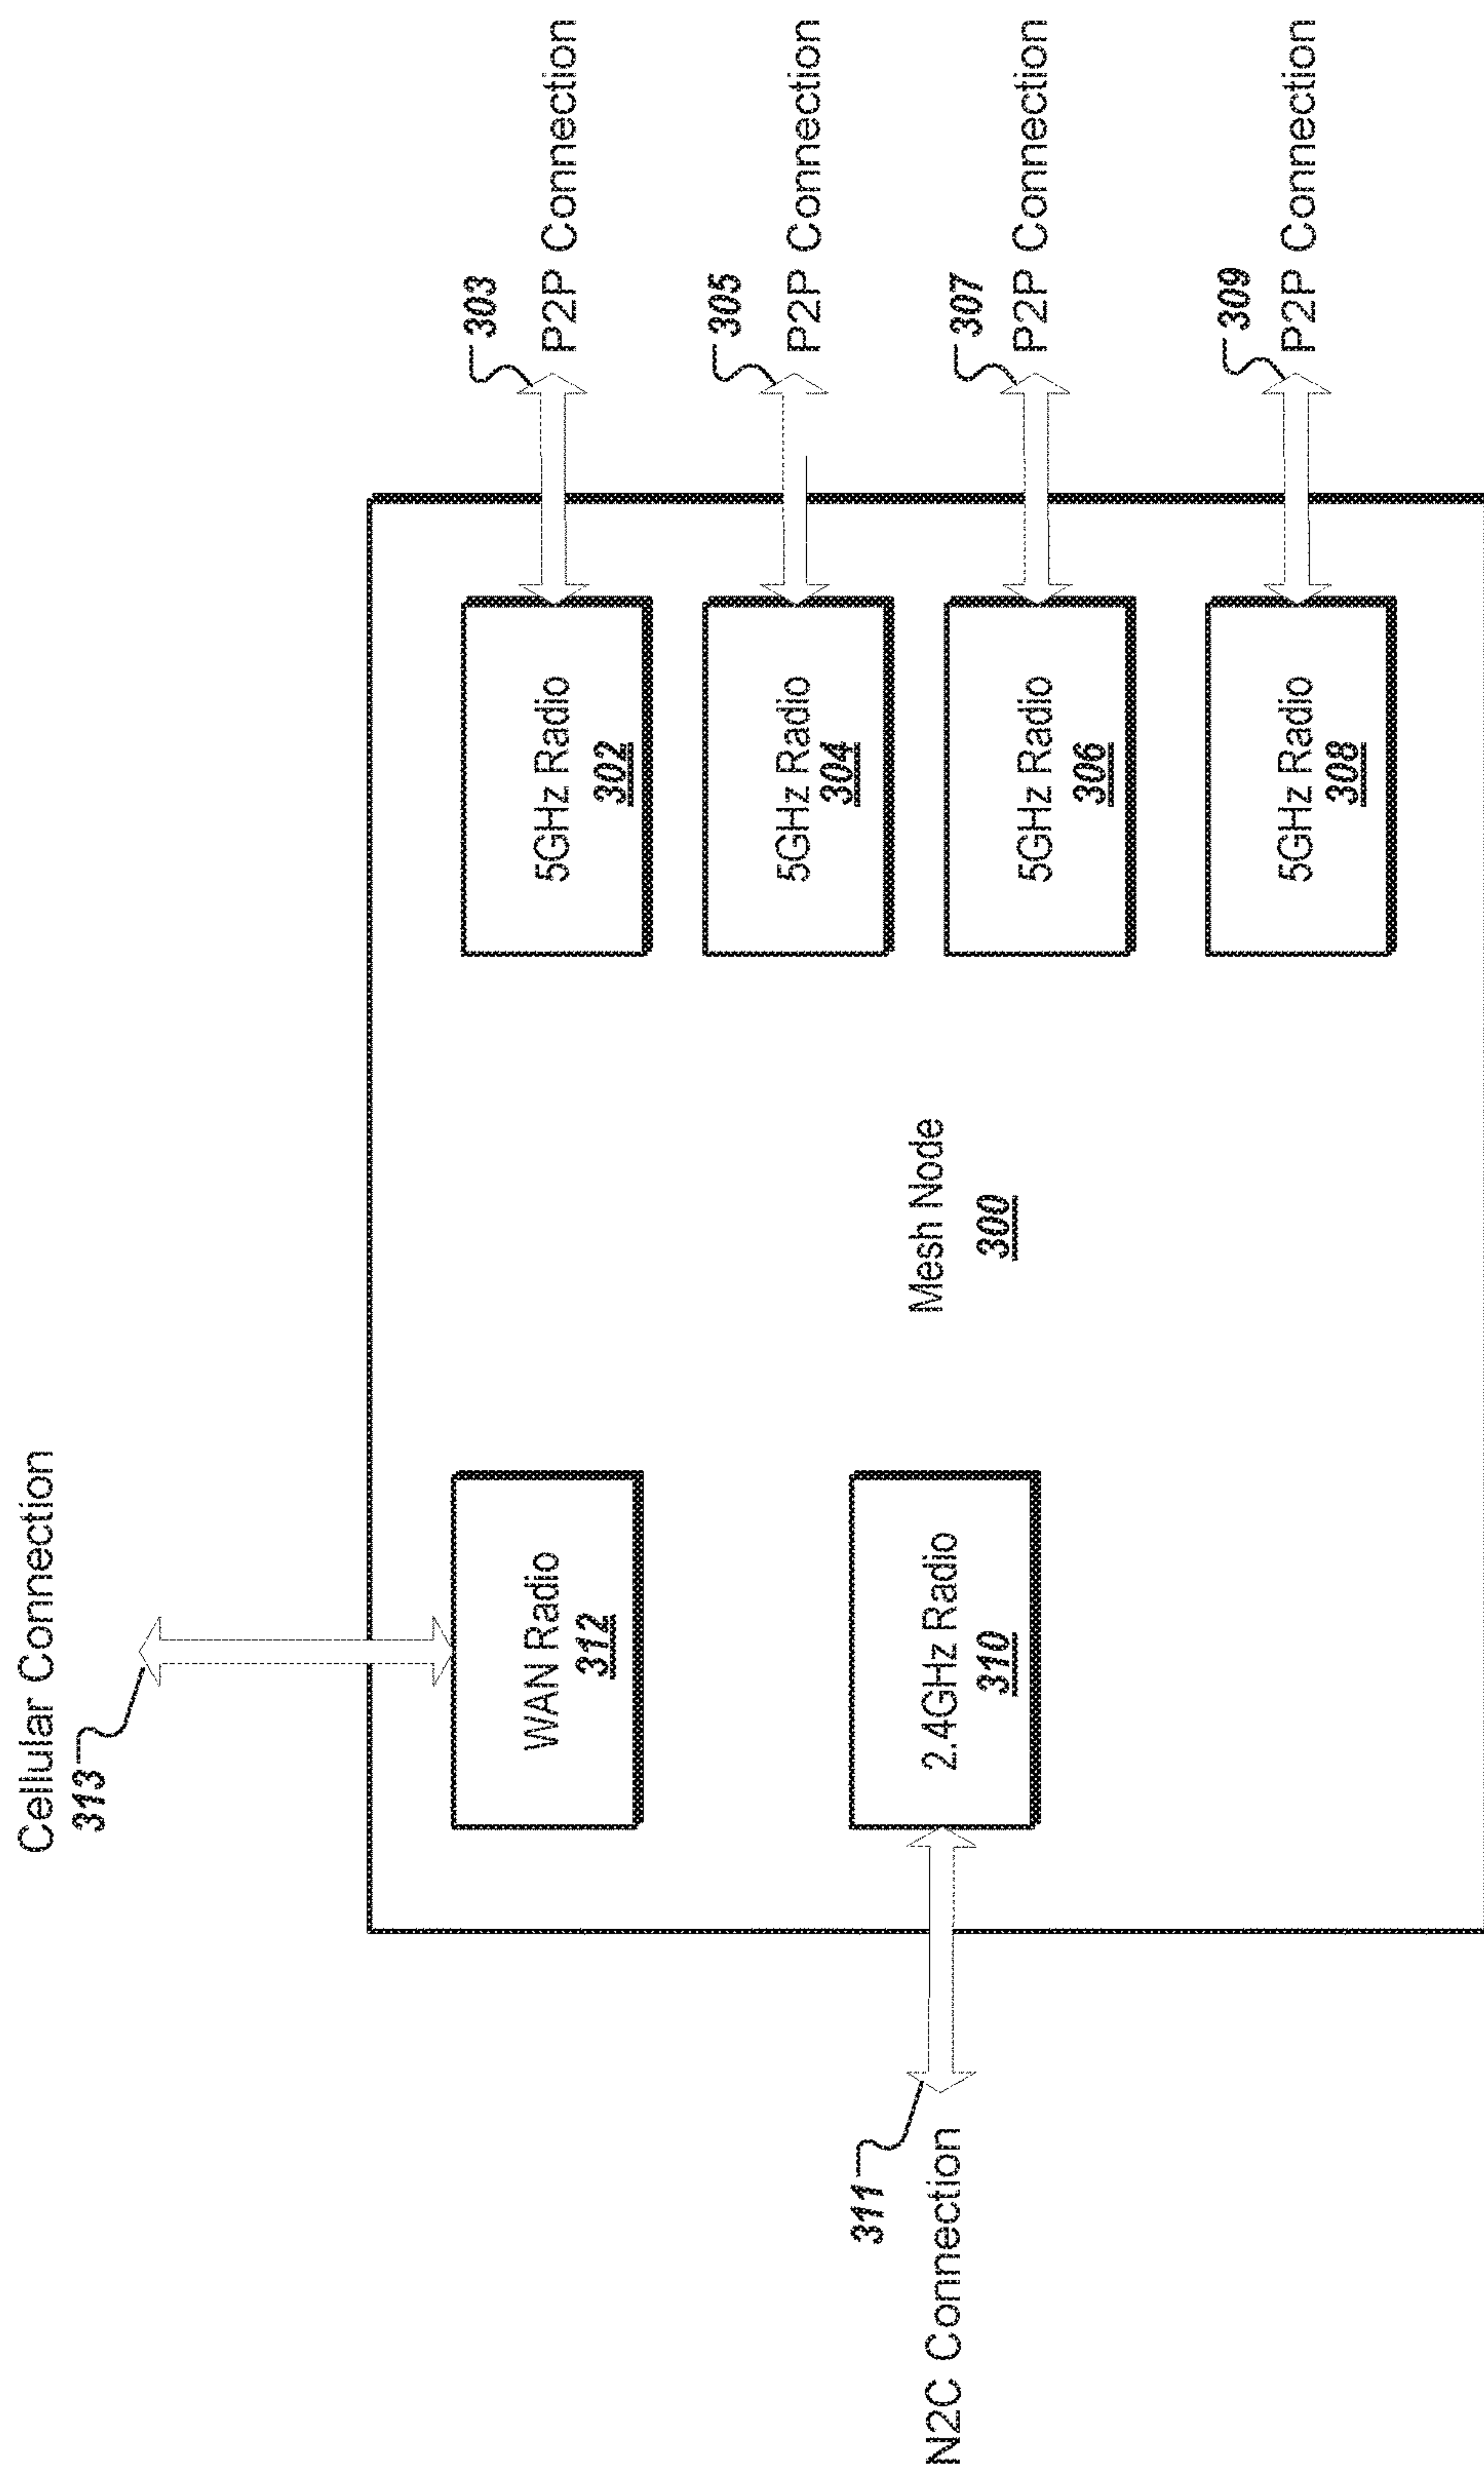 Cellular Connection
313
WAN Radio
312
5GHz Radio
302
303
P2P Connection
5GHz Radio
304
305
P2P Connection
N2C Connection
311
2.4GHz Radio
310
Mesh Node
300
5GHz Radio
306
307
P2P Connection
5GHz Radio
308
309
P2P Connection